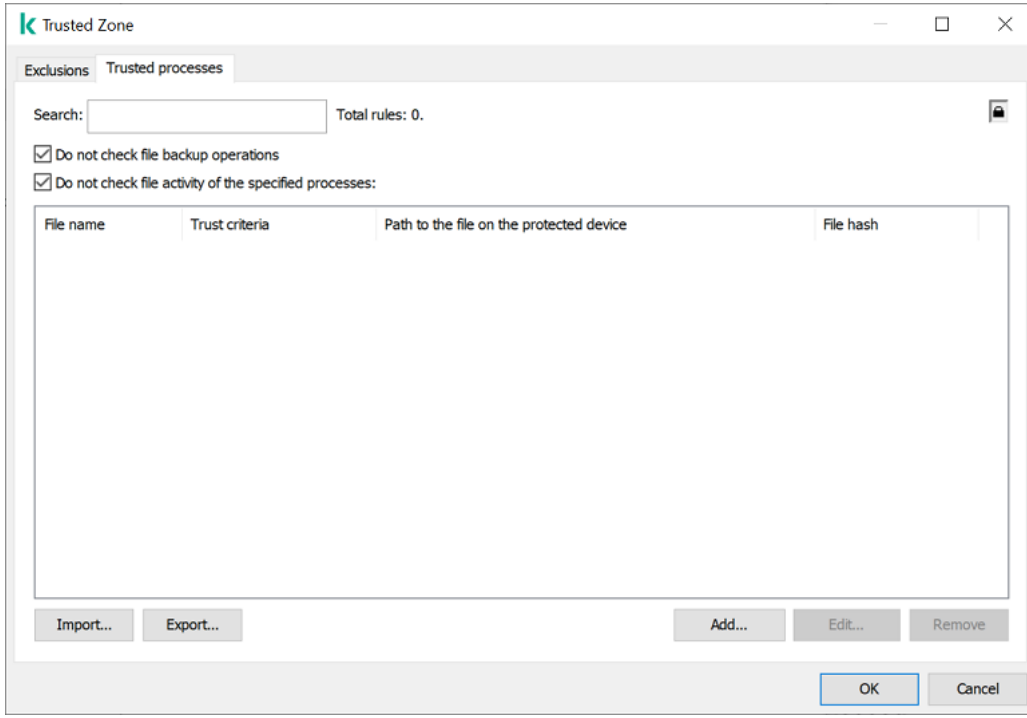 Trusted Zone
Exclusions Trusted processes
Search: Total rules: 0.
Do not check file backup operations
Do not check file activity of the specified processes:
File name Trust criteria Path to the file on the protected device File hash
Import... Export... Add... Edit... Remove
OK Cancel